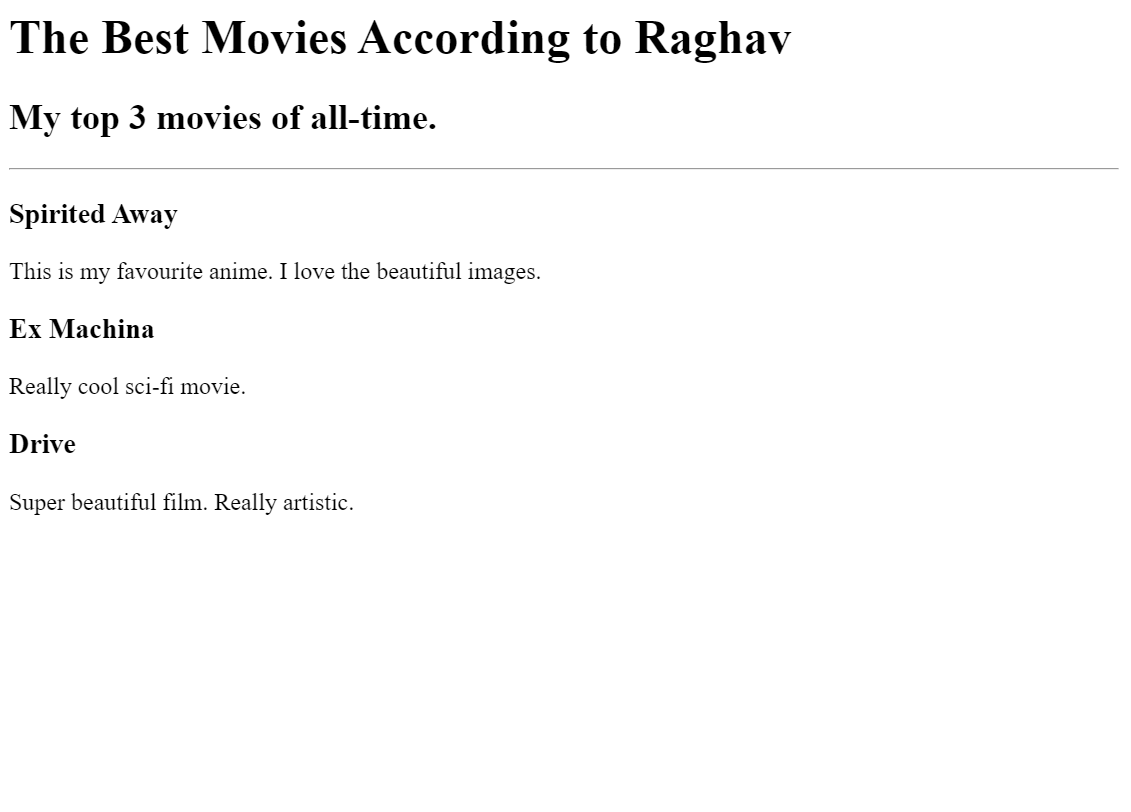 The Best Movies According to Raghav
My top 3 movies of all-time.
Spirited Away
This is my favourite anime. I love the beautiful images.
Ex Machina
Really cool sci-fi movie.
Drive
Super beautiful film. Really artistic.